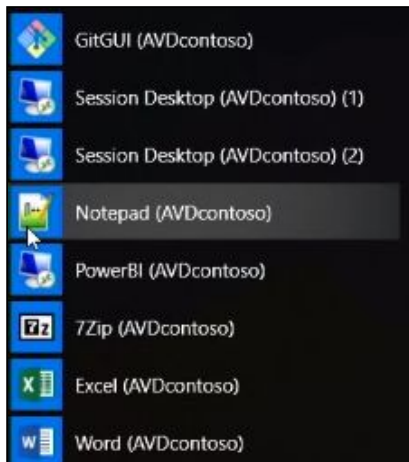 GitGUI (AVDcontoso)
Session Desktop (AVDcontoso) (1)
Session Desktop (AVDcontoso) (2)
Notepad (AVDcontoso)
PowerBI (AVDcontoso)
7Zip (AVDcontoso)
Excel (AVDcontoso)
Word (AVDcontoso)